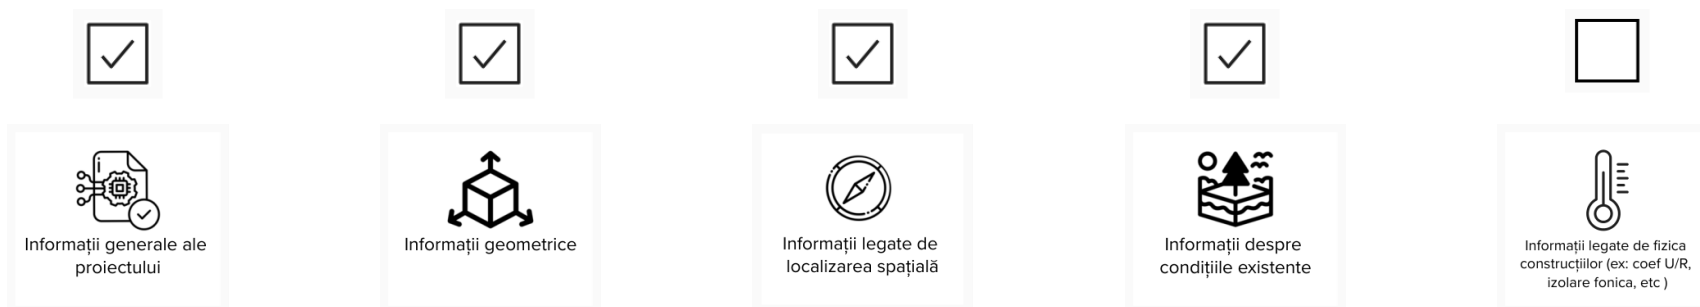 Informații generale ale
proiectului
Informații geometrice
Informații legate de
localizarea spațială
Informații despre
condițiile existente
Informații legate de fizica
construcțiilor (ex: coef U/R,
izolare fonica, etc )